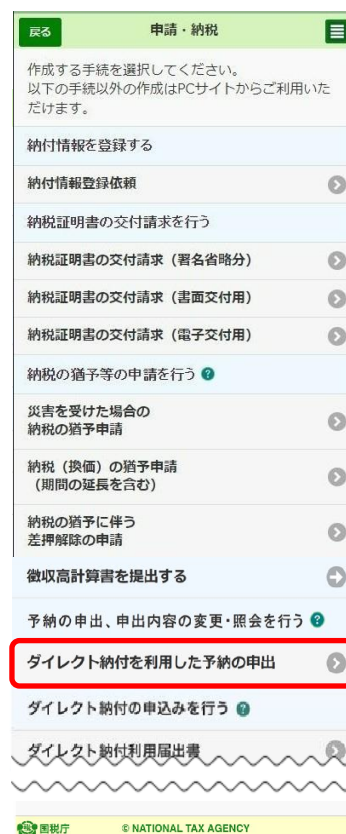 戻る 申請・納税
作成する手続を選択してください。
以下の手続以外の作成はPCサイトからご利用いた
だけます。
納付情報を登録する
納付情報登録依頼
納税証明書の交付請求を行う
納税証明書の交付請求（署名省略分）
納税証明書の交付請求（書面交付用）
納税証明書の交付請求（電子交付用）
納税の猶予等の申請を行う ?
災害を受けた場合の
納税の猶予申請
納税（換価）の猶予申請
（期間の延長を含む）
納税の猶予に伴う
差押解除の申請
徴収高計算書を提出する
予納の申出、申出内容の変更・照会を行う ?
ダイレクト納付を利用した予納の申出
ダイレクト納付の申込みを行う ?
ダイレクト納付利用届出書
国税庁 © NATIONAL TAX AGENCY